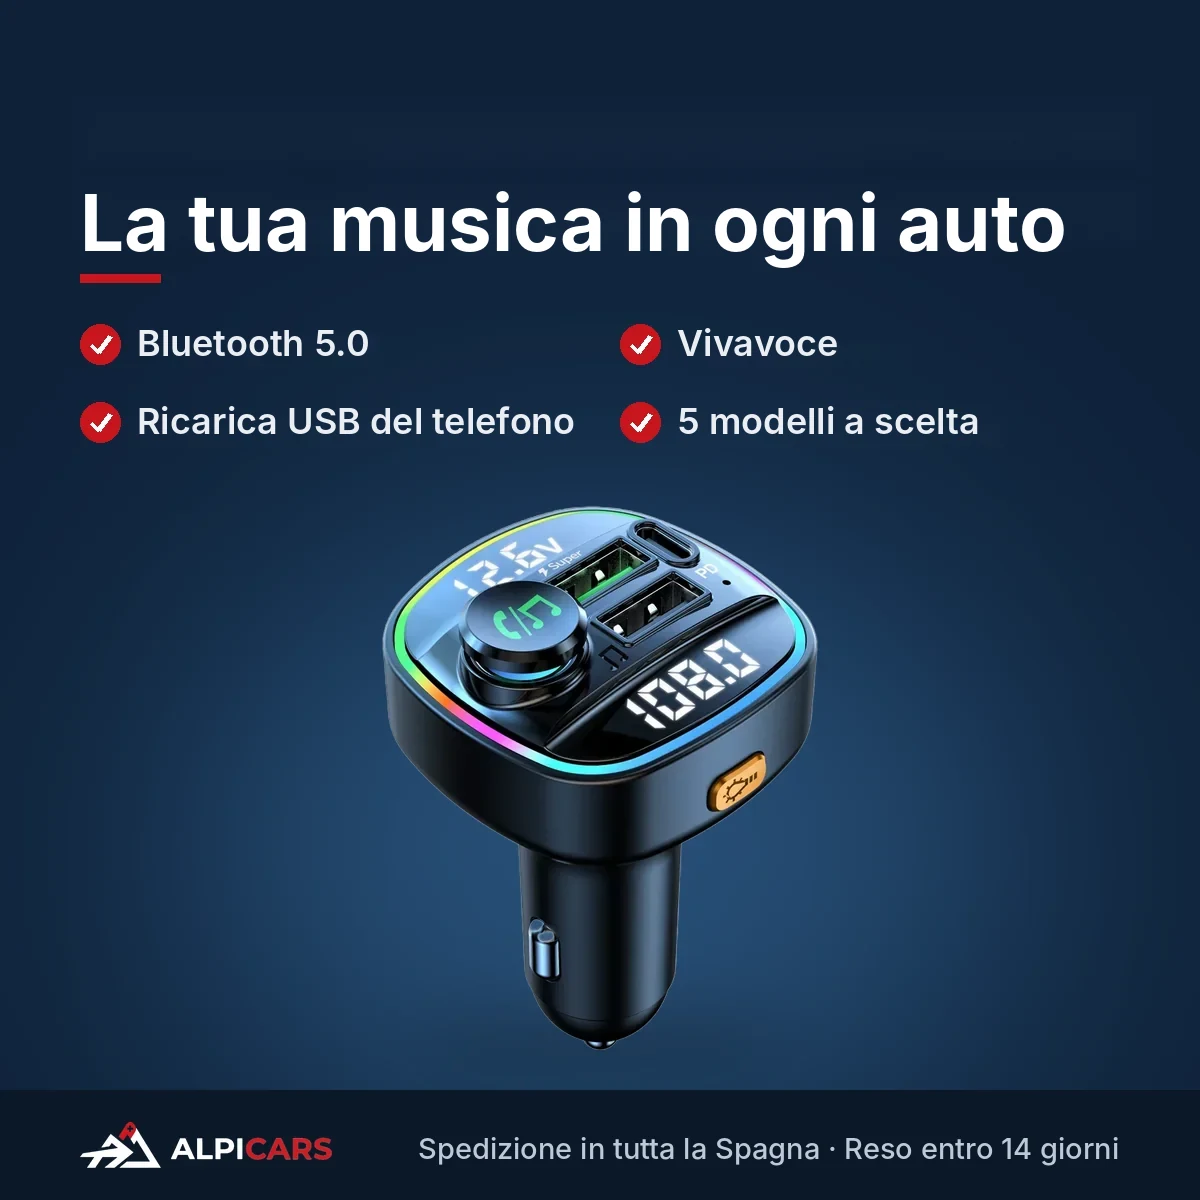 La tua musica in ogni auto
Bluetooth 5.0
Vivavoce
Ricarica USB del telefono
5 modelli a scelta
12.6v
Super
PD
108.0
ALPICARS
Spedizione in tutta la Spagna · Reso entro 14 giorni